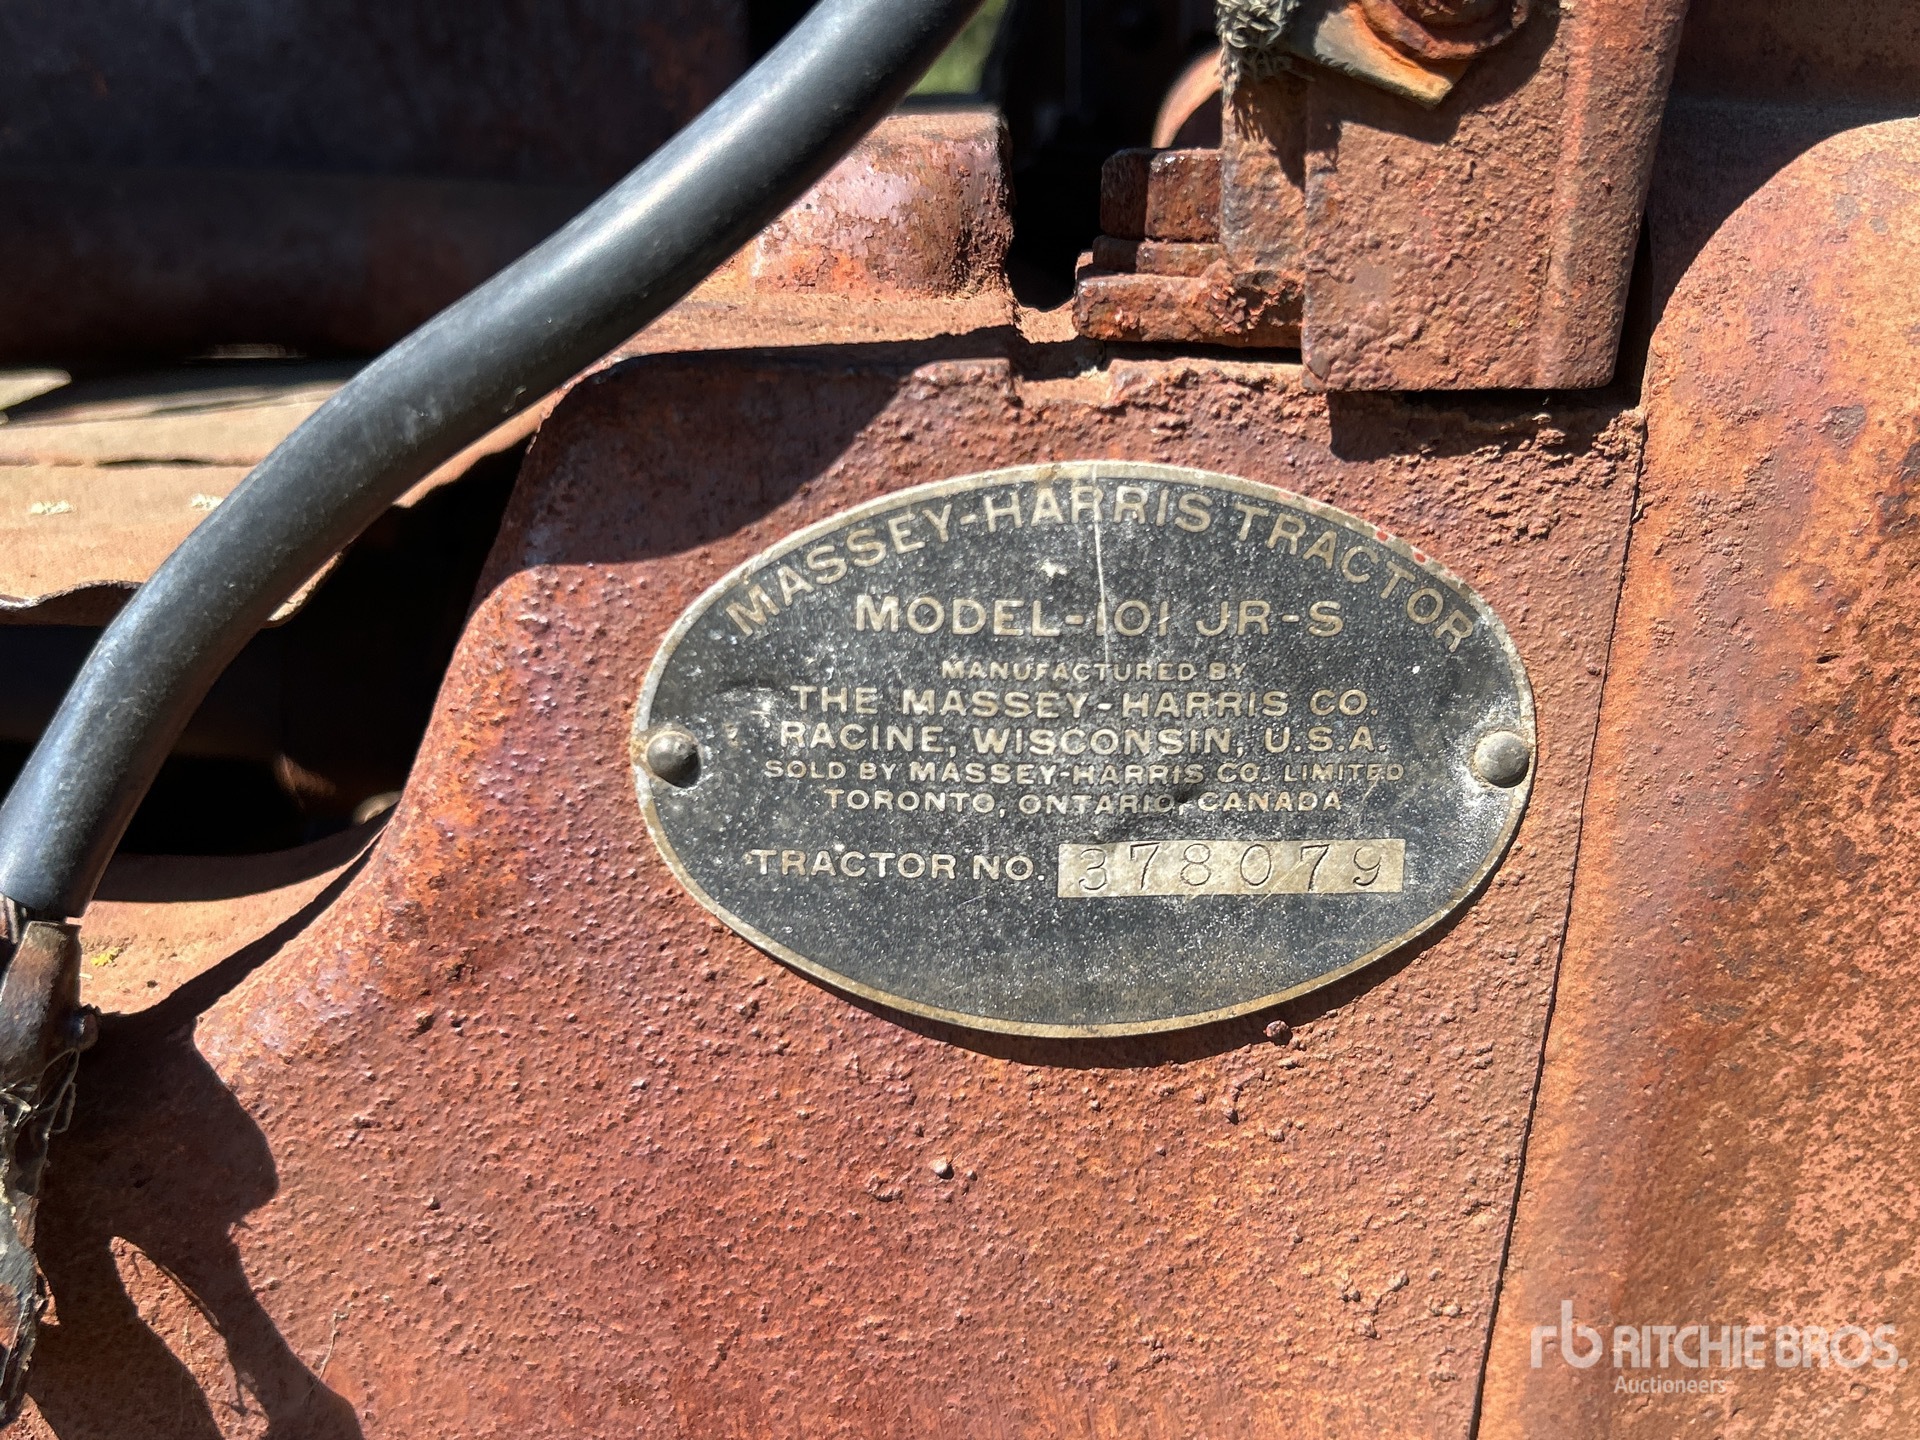 MASSEY-HARRIS TRACTOR
MODEL-101 JR-S
MANUFACTURED BY
THE MASSEY-HARRIS CO.
RACINE, WISCONSIN, U.S.A.
SOLD BY MASSEY-HARRIS CO. LIMITED
TORONTO, ONTARIO, CANADA
TRACTOR NO. 378079
rb RITCHIE BROS.
Auctioneers